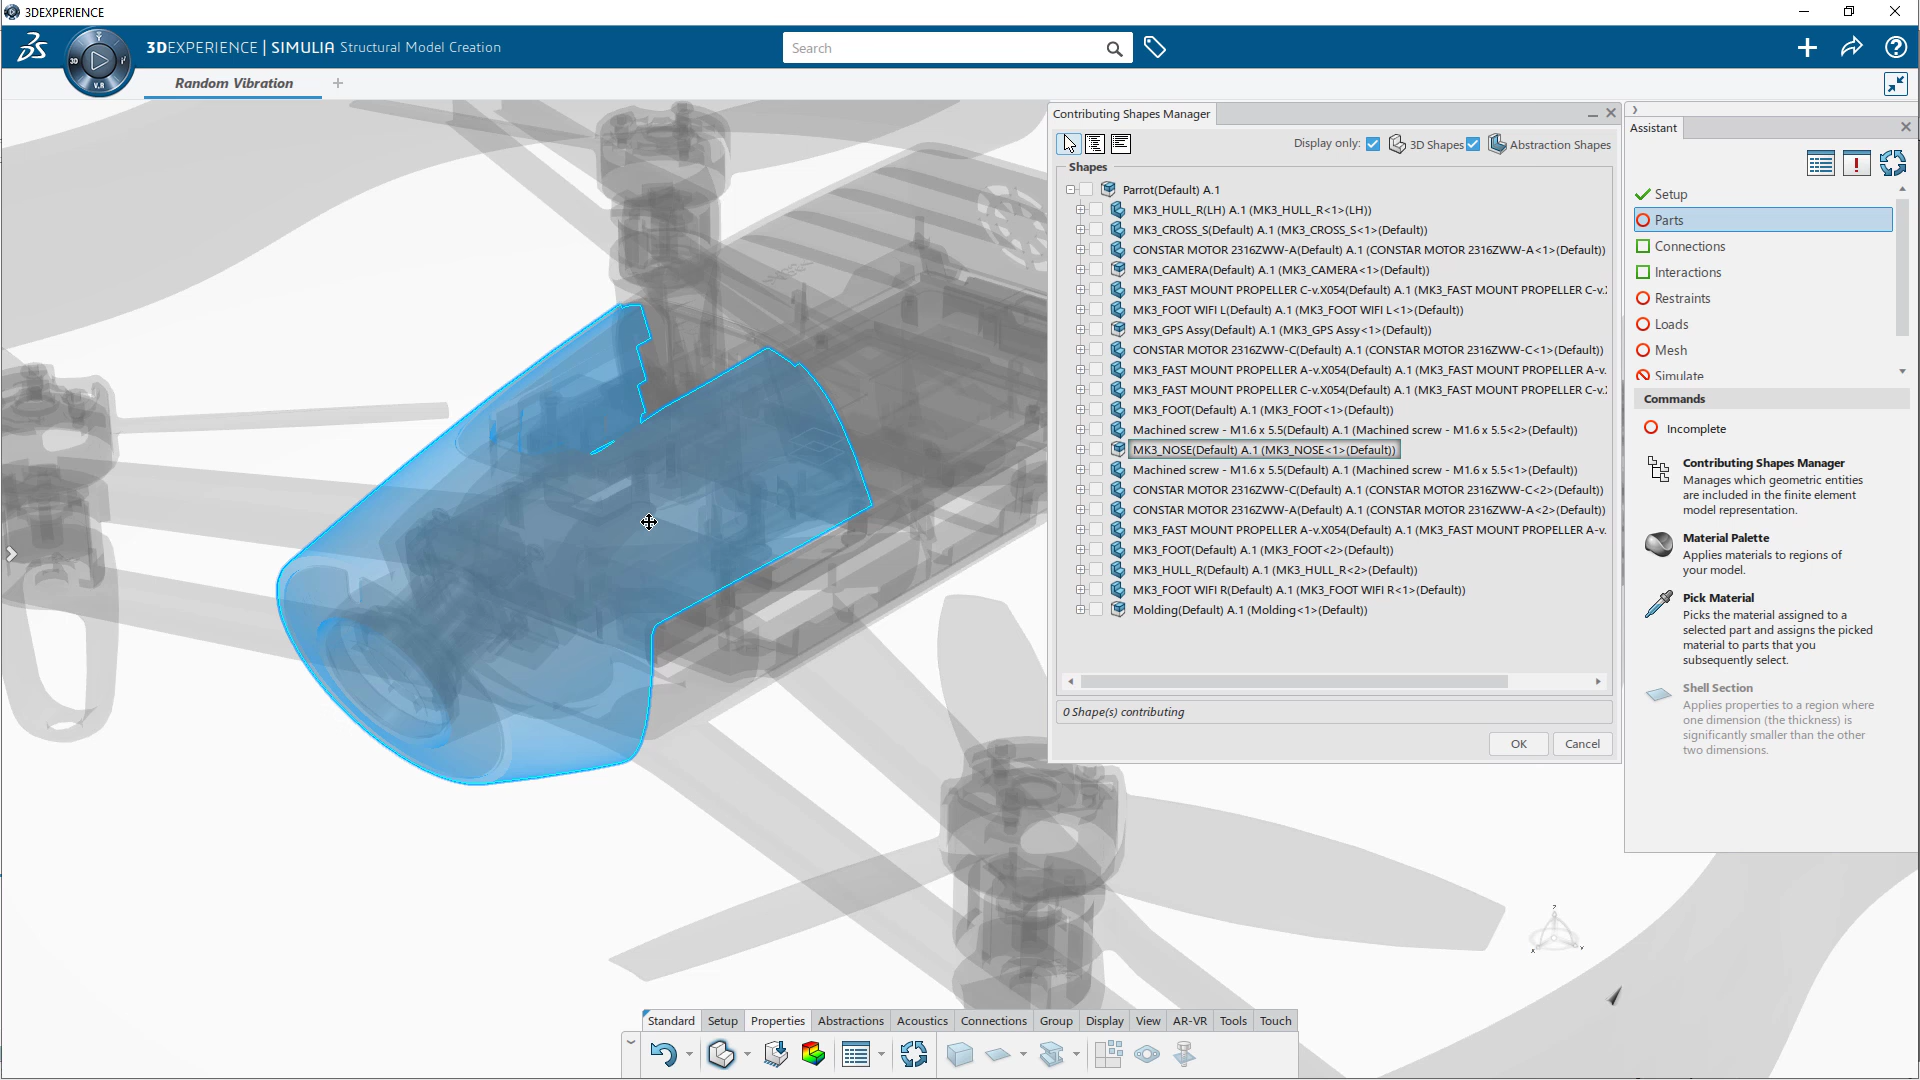 3DEXPERIENCE
3DEXPERIENCE | SIMULIA Structural Model Creation
Search
3D
V.R
Random Vibration
Contributing Shapes Manager
Display only: 3D Shapes Abstraction Shapes
Shapes
Parrot(Default) A.1
MK3_HULL_R(LH) A.1 (MK3_HULL_R<1>(LH))
MK3_CROSS_S(Default) A.1 (MK3_CROSS_S<1>(Default))
CONSTAR MOTOR 2316ZWW-A(Default) A.1 (CONSTAR MOTOR 2316ZWW-A<1>(Default))
MK3_CAMERA(Default) A.1 (MK3_CAMERA<1>(Default))
MK3_FAST MOUNT PROPELLER C-v.X054(Default) A.1 (MK3_FAST MOUNT PROPELLER C-v.
MK3_FOOT WIFI L(Default) A.1 (MK3_FOOT WIFI L<1>(Default))
MK3_GPS Assy(Default) A.1 (MK3_GPS Assy<1>(Default))
CONSTAR MOTOR 2316ZWW-C(Default) A.1 (CONSTAR MOTOR 2316ZWW-C<1>(Default))
MK3_FAST MOUNT PROPELLER A-v.X054(Default) A.1 (MK3_FAST MOUNT PROPELLER A-v.
MK3_FAST MOUNT PROPELLER C-v.X054(Default) A.1 (MK3_FAST MOUNT PROPELLER C-v.
MK3_FOOT(Default) A.1 (MK3_FOOT<1>(Default))
Machined screw - M1.6 x 5.5(Default) A.1 (Machined screw - M1.6 x 5.5<2>(Default))
MK3_NOSE(Default) A.1 (MK3_NOSE<1>(Default))
Machined screw - M1.6 x 5.5(Default) A.1 (Machined screw - M1.6 x 5.5<1>(Default))
CONSTAR MOTOR 2316ZWW-C(Default) A.1 (CONSTAR MOTOR 2316ZWW-C<2>(Default))
CONSTAR MOTOR 2316ZWW-A(Default) A.1 (CONSTAR MOTOR 2316ZWW-A<2>(Default))
MK3_FAST MOUNT PROPELLER A-v.X054(Default) A.1 (MK3_FAST MOUNT PROPELLER A-v.
MK3_FOOT(Default) A.1 (MK3_FOOT<2>(Default))
MK3_HULL_R(Default) A.1 (MK3_HULL_R<2>(Default))
MK3_FOOT WIFI R(Default) A.1 (MK3_FOOT WIFI R<1>(Default))
Molding(Default) A.1 (Molding<1>(Default))
0 Shape(s) contributing
OK Cancel
Assistant
Setup
Parts
Connections
Interactions
Restraints
Loads
Mesh
Simulate
Commands
Incomplete
Contributing Shapes Manager
Manages which geometric entities
are included in the finite element
model representation.
Material Palette
Applies materials to regions of
your model.
Pick Material
Picks the material assigned to a
selected part and assigns the picked
material to parts that you
subsequently select.
Shell Section
Applies properties to a region where
one dimension (the thickness) is
significantly smaller than the other
two dimensions.
Standard Setup Properties Abstractions Acoustics Connections Group Display View AR-VR Tools Touch